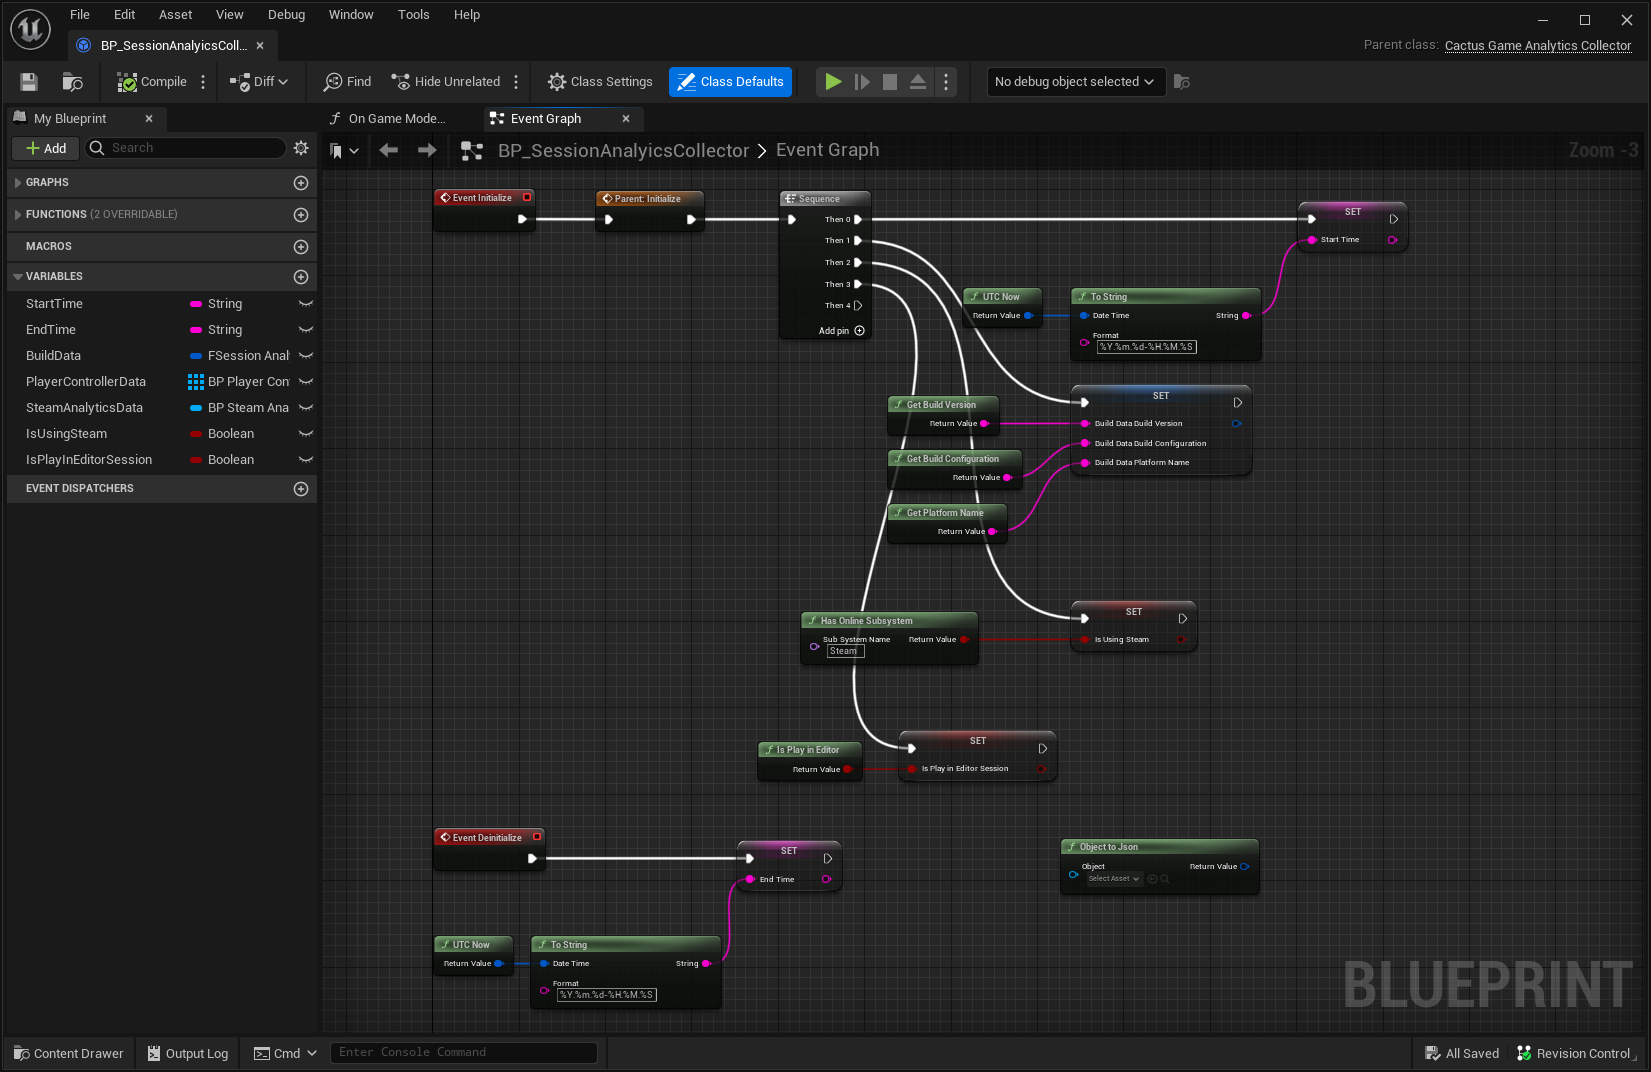 File Edit Asset View Debug Window Tools Help
BP_SessionAnalyicsColl...
Parent class: Cactus Game Analytics Collector
Compile Diff Find Hide Unrelated Class Settings Class Defaults No debug object selected
My Blueprint
On Game Mode...
Event Graph
Add Search
BP_SessionAnalyicsCollector > Event Graph
Zoom -3
GRAPHS
FUNCTIONS (2 OVERRIDABLE)
MACROS
VARIABLES
StartTime String
EndTime String
BuildData FSession Anal
PlayerControllerData BP Player Con
SteamAnalyticsData BP Steam Ana
IsUsingSteam Boolean
IsPlayInEditorSession Boolean
EVENT DISPATCHERS
Event Initialize
Parent: Initialize
Sequence
Then 0
Then 1
Then 2
Then 3
Then 4
Add pin
SET
Start Time
UTC Now
Return Value
To String
Date Time String
Format
%Y.%m.%d-%H.%M.%S
Get Build Version
Return Value
Get Build Configuration
Return Value
Get Platform Name
Return Value
SET
Build Data Build Version
Build Data Build Configuration
Build Data Platform Name
Has Online Subsystem
Sub System Name Return Value
Steam
SET
Is Using Steam
Is Play in Editor
Return Value
SET
Is Play in Editor Session
Event Deinitialize
SET
End Time
Object to Json
Object Return Value
Select Asset
UTC Now
Return Value
To String
Date Time String
Format
%Y.%m.%d-%H.%M.%S
BLUEPRINT
Content Drawer Output Log Cmd Enter Console Command All Saved Revision Control